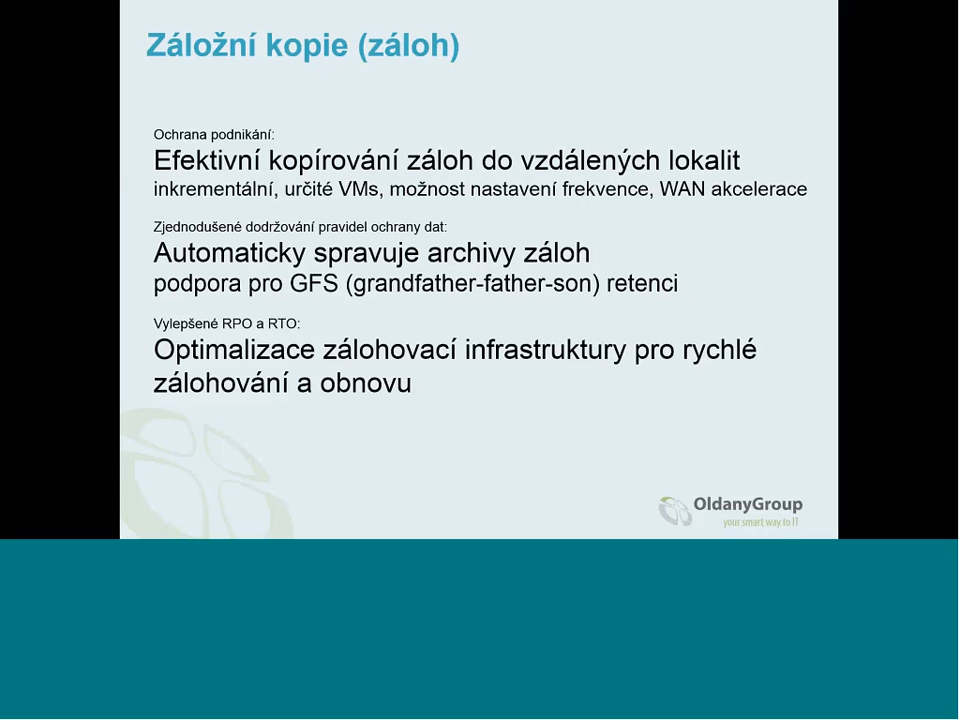 Záložní kopie (záloh)
Ochrana podnikání:
Efektivní kopírování záloh do vzdálených lokalit
inkrementální, určité VMs, možnost nastavení frekvence, WAN akcelerace
Zjednodušené dodržování pravidel ochrany dat:
Automaticky spravuje archivy záloh
podpora pro GFS (grandfather-father-son) retenci
Vylepšené RPO a RTO:
Optimalizace zálohovací infrastruktury pro rychlé
zálohování a obnovu
OldanyGroup
your smart way to IT